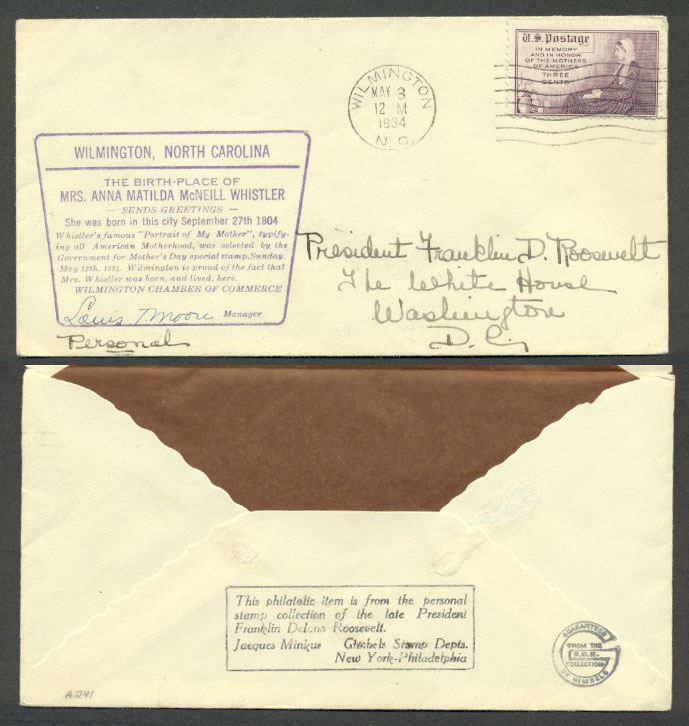 U.S. Postage
IN MEMORY
AND IN HONOR
OF THE MOTHERS
OF AMERICA
THREE
CENTS
WILMINGTON
MAY 3
12 M
1934
N. C.
WILMINGTON, NORTH CAROLINA
THE BIRTH-PLACE OF
MRS. ANNA MATILDA McNEILL WHISTLER
— SENDS GREETINGS —
She was born in this city September 27th 1804
Whistler's famous "Portrait of My Mother", typify-
ing all American Motherhood, was selected by the
Government for Mother's Day special stamp, Sunday,
May 13th, 1934. Wilmington is proud of the fact that
Mrs. Whistler was born, and lived, here.
WILMINGTON CHAMBER OF COMMERCE
Louis T. Moore Manager
Personal
President Franklin D. Roosevelt
The White House
Washington
D. C.
This philatelic item is from the personal
stamp collection of the late President
Franklin Delano Roosevelt.
Jacques Minkus Gimbels Stamp Depts.
New York-Philadelphia
GUARANTEED
FROM THE
F.D.R.
COLLECTION
BY GIMBELS
A291